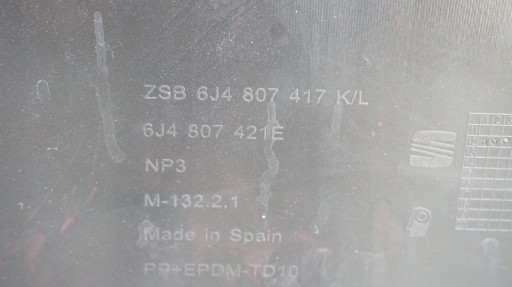 ZSB 6J4 807 417 K/L
6J4 807 421E
NP3
M-132.2.1
Made in Spain
PP+EPDM-TD10